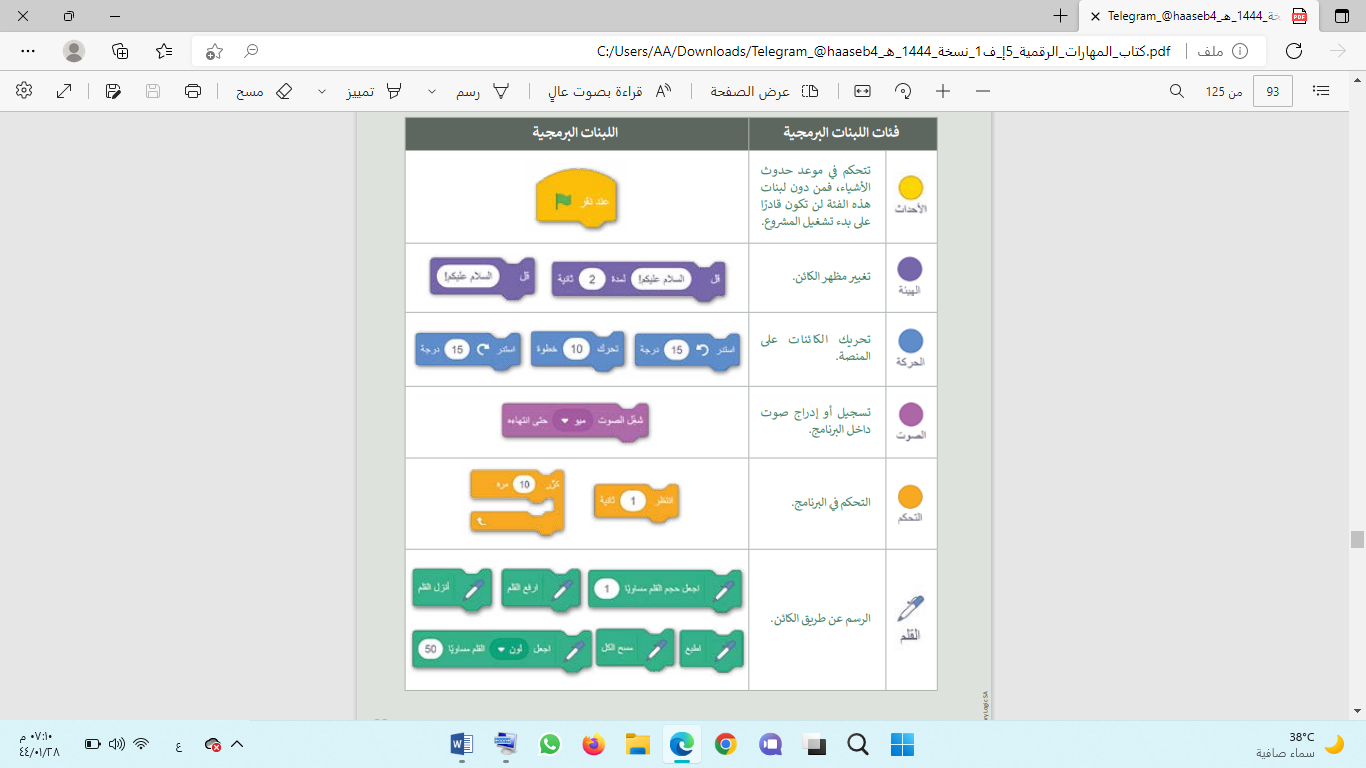 Telegram_@haaseb4_هـ_1444_خة
C:/Users/AA/Downloads/Telegram_@haaseb4_كتاب_المهارات_الرقمية_5إ_ف1_نسخة_1444_هـ.pdf
ملف
93
من 125
عرض الصفحة
قراءة بصوت عالٍ
رسم
تمييز
مسح
فئات اللبنات البرمجية
اللبنات البرمجية
الأحداث
تتحكم في موعد حدوث
الأشياء، فمن دون لبنات
هذه الفئة لن تكون قادرًا
على بدء تشغيل المشروع.
عند نقر
الهيئة
تغيير مظهر الكائن.
قل السلام عليكم! لمدة 2 ثانية
قل السلام عليكم!
الحركة
تحريك الكائنات على
المنصة.
استدر 15 درجة
تحرك 10 خطوة
استدر 15 درجة
الصوت
تسجيل أو إدراج صوت
داخل البرنامج.
شغّل الصوت ميو حتى انتهاءه
التحكم
التحكم في البرنامج.
انتظر 1 ثانية
كرّر 10 مرة
القلم
الرسم عن طريق الكائن.
اجعل حجم القلم مساويًا 1
ارفع القلم
أنزل القلم
اطبع
مسح الكل
اجعل لون القلم مساويًا 50
38°C
سماء صافية
ع
٠٧:١٠ م
٤٤/٠١/٢٨